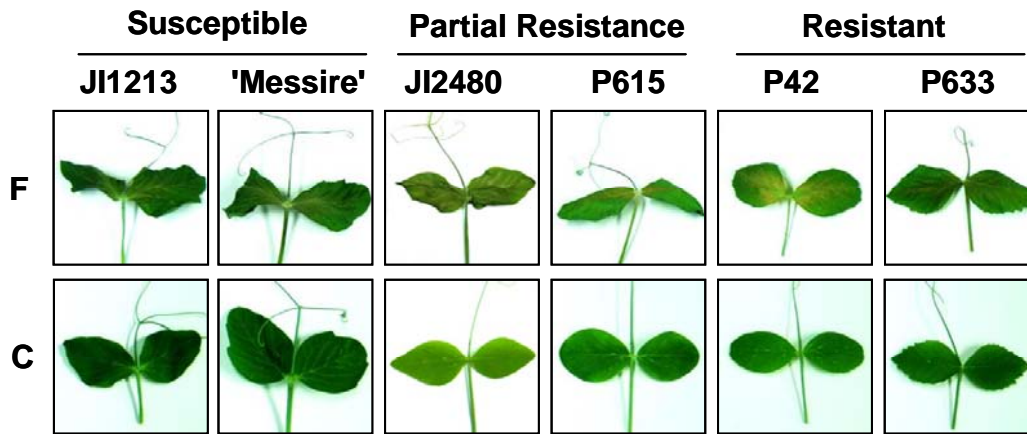 Susceptible Partial Resistance Resistant
JI1213 'Messire' JI2480 P615 P42 P633
F
C